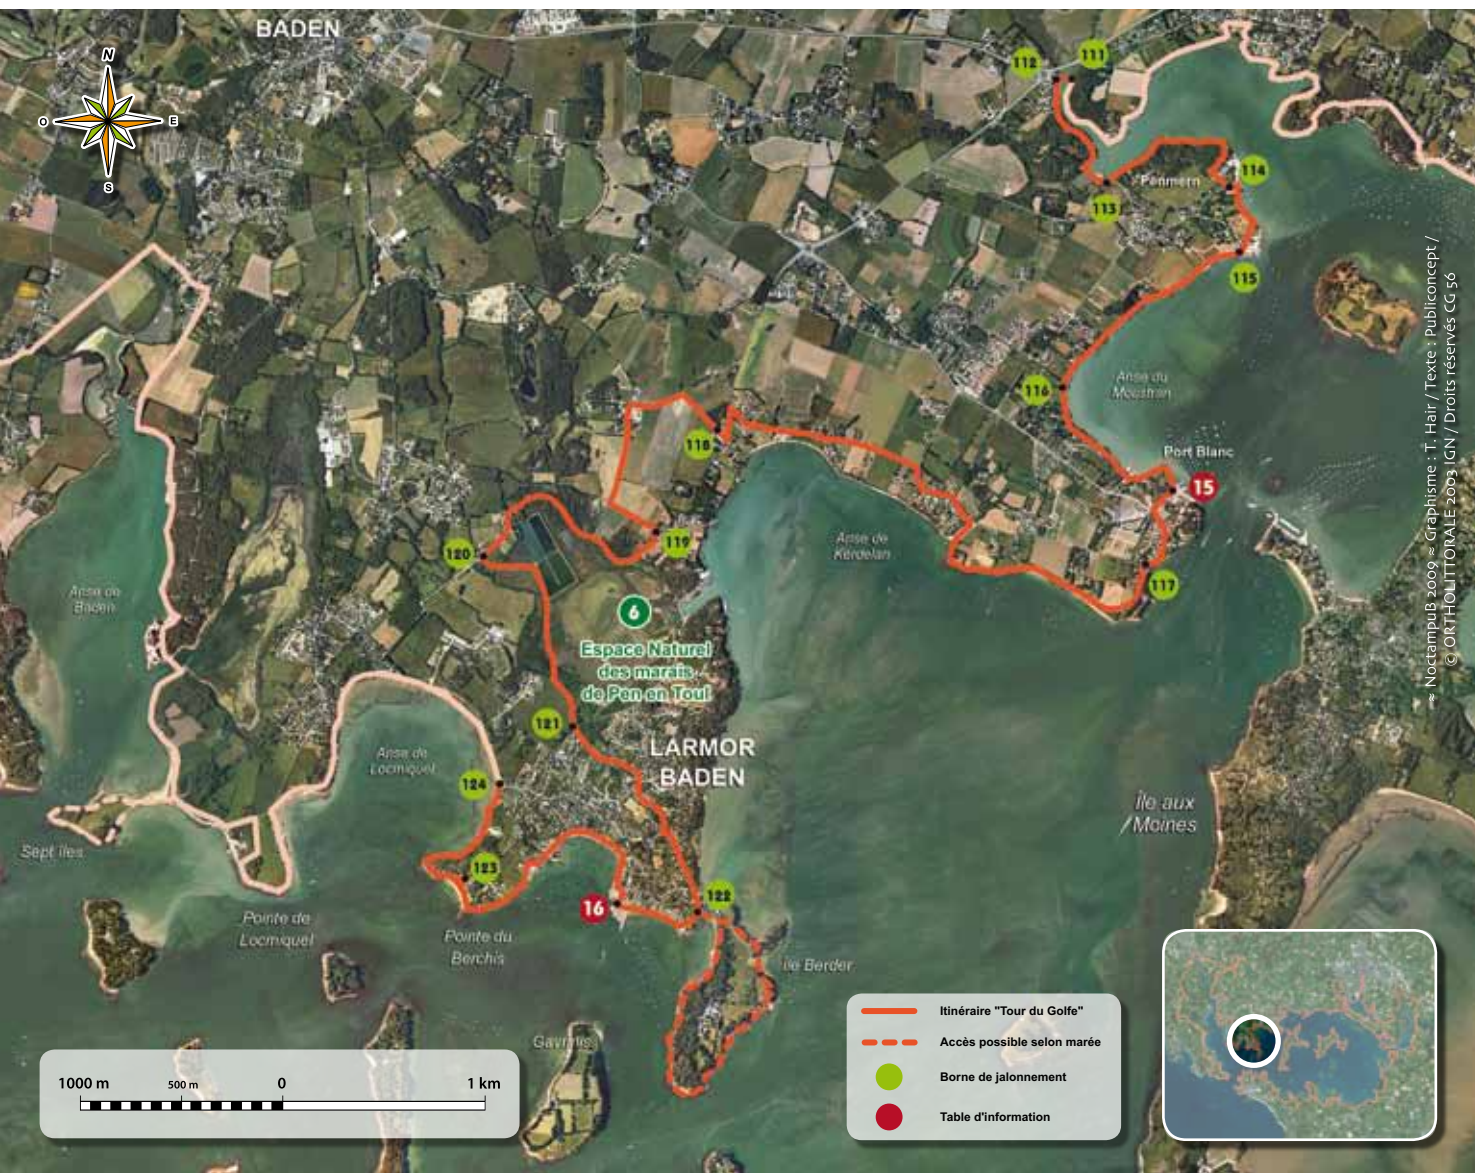 BADEN
N
O
E
S
112
111
Penmern
114
113
115
Anse du
Moustran
116
118
Port Blanc
15
119
120
Anse de
Kerdelan
117
Anse de
Baden
6
Espace Naturel
des marais
de Pen en Toul
121
LARMOR
BADEN
Anse de
Locmiquel
124
Île aux
Moines
Sept îles
123
122
16
Pointe de
Locmiquel
Pointe du
Berchis
île Berder
Gavrinis
1000 m
500 m
0
1 km
Itinéraire "Tour du Golfe"
Accès possible selon marée
Borne de jalonnement
Table d'information
≈ NoctampuB 2009 ≈ Graphisme : T. Hair / Texte : Publiconcept /
© ORTHOLITTORALE 2003 IGN / Droits réservés CG 56